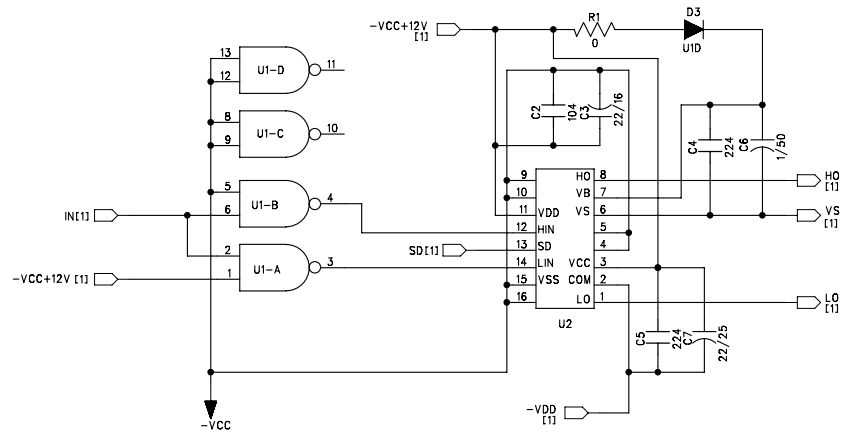 D3
-VCC+12V
[1]
R1
0
U1D
13
12
U1-D
11
8
9
U1-C
10
C2
104
C3
22/16
C4
224
C6
1/50
9
10
11
12
13
14
15
16
HO
VB
VDD
VS
HIN
SD
LIN
VCC
VSS
COM
LO
8
7
6
5
4
3
2
1
U2
HO
[1]
VS
[1]
LO
[1]
5
6
U1-B
4
IN[1]
2
1
U1-A
3
SD[1]
-VCC+12V [1]
C5
224
C7
22/25
-VDD
[1]
-VCC